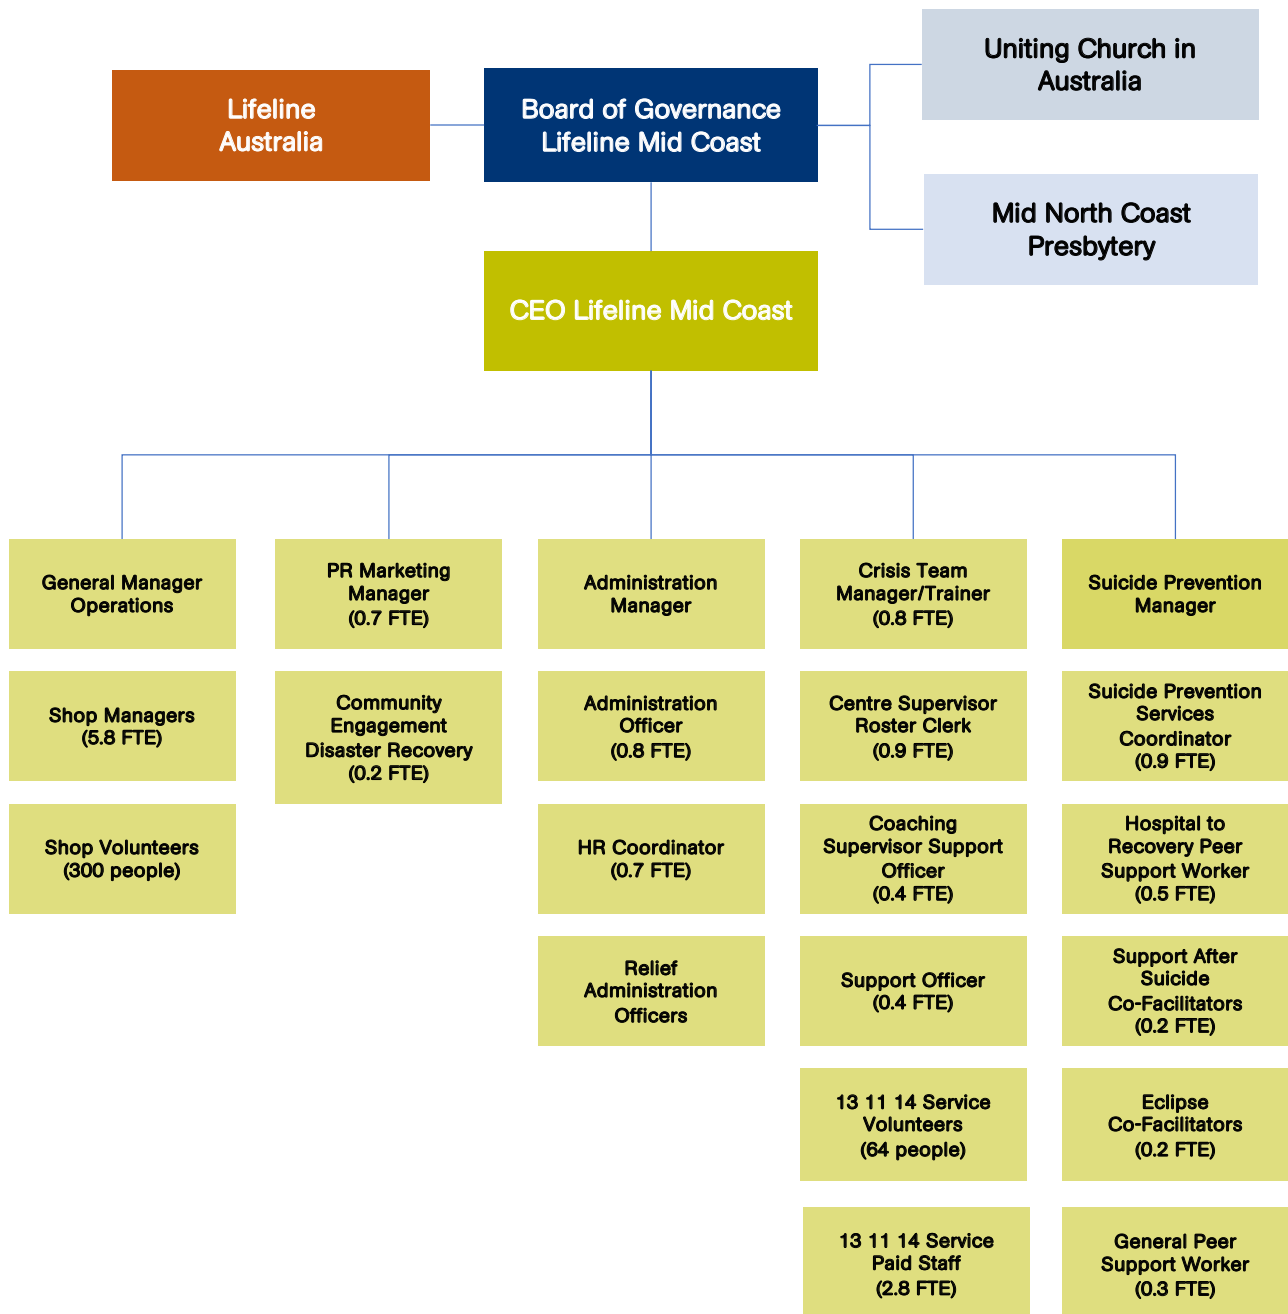 Uniting Church in
Australia
Lifeline
Australia
Board of Governance
Lifeline Mid Coast
Mid North Coast
Presbytery
CEO Lifeline Mid Coast
General Manager
Operations
Shop Managers
(5.8 FTE)
Shop Volunteers
(300 people)
PR Marketing
Manager
(0.7 FTE)
Community
Engagement
Disaster Recovery
(0.2 FTE)
Administration
Manager
Administration
Officer
(0.8 FTE)
HR Coordinator
(0.7 FTE)
Relief
Administration
Officers
Crisis Team
Manager/Trainer
(0.8 FTE)
Centre Supervisor
Roster Clerk
(0.9 FTE)
Coaching
Supervisor Support
Officer
(0.4 FTE)
Support Officer
(0.4 FTE)
13 11 14 Service
Volunteers
(64 people)
13 11 14 Service
Paid Staff
(2.8 FTE)
Suicide Prevention
Manager
Suicide Prevention
Services
Coordinator
(0.9 FTE)
Hospital to
Recovery Peer
Support Worker
(0.5 FTE)
Support After
Suicide
Co-Facilitators
(0.2 FTE)
Eclipse
Co-Facilitators
(0.2 FTE)
General Peer
Support Worker
(0.3 FTE)